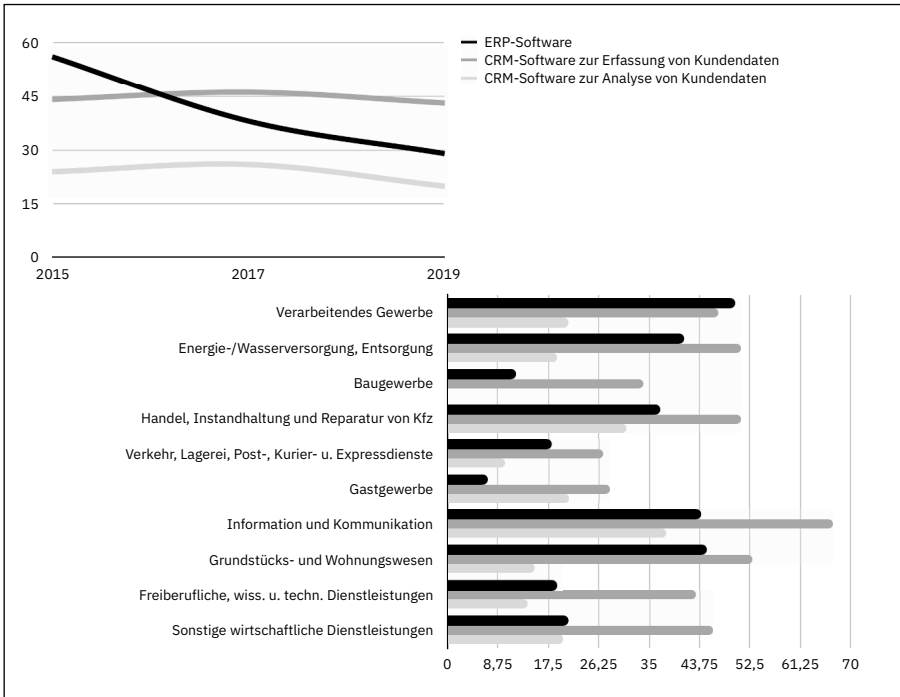 60
45
30
15
0
2015 2017 2019
ERP-Software
CRM-Software zur Erfassung von Kundendaten
CRM-Software zur Analyse von Kundendaten
Verarbeitendes Gewerbe
Energie-/Wasserversorgung, Entsorgung
Baugewerbe
Handel, Instandhaltung und Reparatur von Kfz
Verkehr, Lagerei, Post-, Kurier- u. Expressdienste
Gastgewerbe
Information und Kommunikation
Grundstücks- und Wohnungswesen
Freiberufliche, wiss. u. techn. Dienstleistungen
Sonstige wirtschaftliche Dienstleistungen
0 8,75 17,5 26,25 35 43,75 52,5 61,25 70